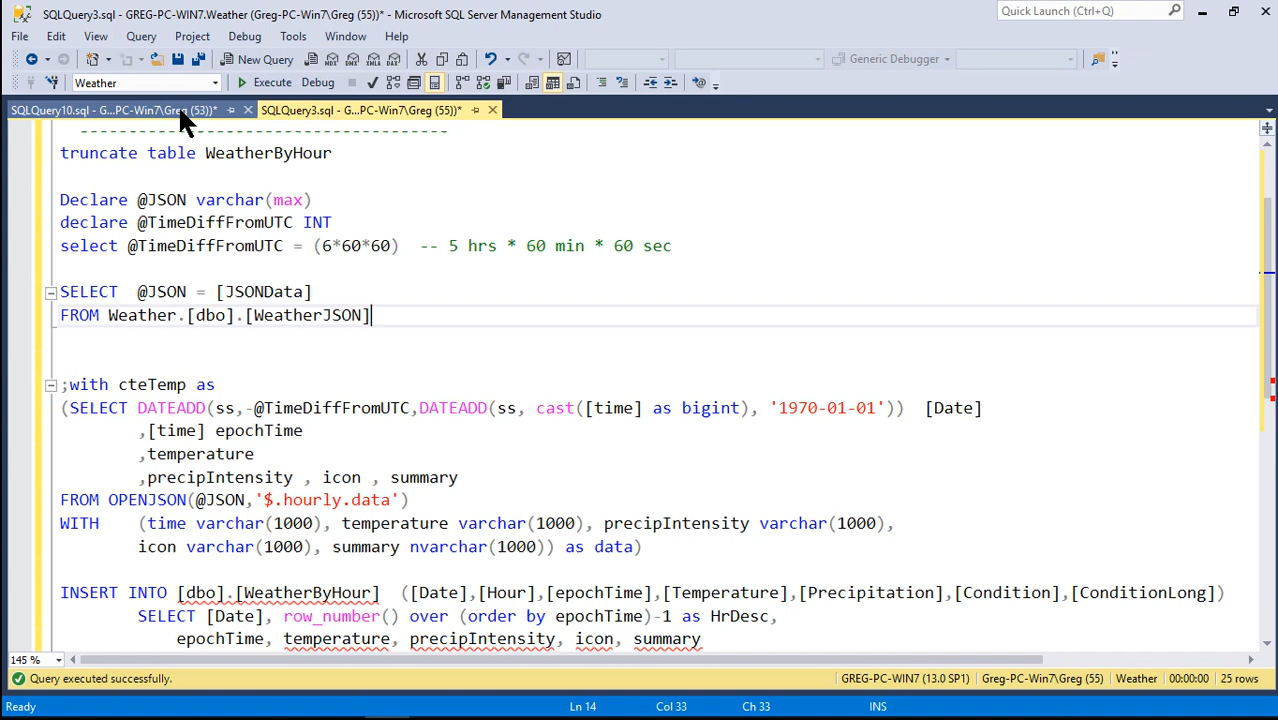 SQLQuery3.sql - GREG-PC-WIN7.Weather (Greg-PC-Win7\Greg (55))* - Microsoft SQL Server Management Studio
Quick Launch (Ctrl+Q)
File Edit View Query Project Debug Tools Window Help
New Query
MDX DMX XMLA DAX
Generic Debugger
Weather Execute Debug
SQLQuery10.sql - G...PC-Win7\Greg (53))* SQLQuery3.sql - G...PC-Win7\Greg (55))*
--------------------------------------
truncate table WeatherByHour
Declare @JSON varchar(max)
declare @TimeDiffFromUTC INT
select @TimeDiffFromUTC = (6*60*60) -- 5 hrs * 60 min * 60 sec
SELECT @JSON = [JSONData]
FROM Weather.[dbo].[WeatherJSON]
;with cteTemp as
(SELECT DATEADD(ss,-@TimeDiffFromUTC,DATEADD(ss, cast([time] as bigint), '1970-01-01')) [Date]
,[time] epochTime
,temperature
,precipIntensity , icon , summary
FROM OPENJSON(@JSON,'$.hourly.data')
WITH (time varchar(1000), temperature varchar(1000), precipIntensity varchar(1000),
icon varchar(1000), summary nvarchar(1000)) as data)
INSERT INTO [dbo].[WeatherByHour] ([Date],[Hour],[epochTime],[Temperature],[Precipitation],[Condition],[ConditionLong])
SELECT [Date], row_number() over (order by epochTime)-1 as HrDesc,
epochTime, temperature, precipIntensity, icon, summary
145 %
Query executed successfully. GREG-PC-WIN7 (13.0 SP1) Greg-PC-Win7\Greg (55) Weather 00:00:00 25 rows
Ready Ln 14 Col 33 Ch 33 INS